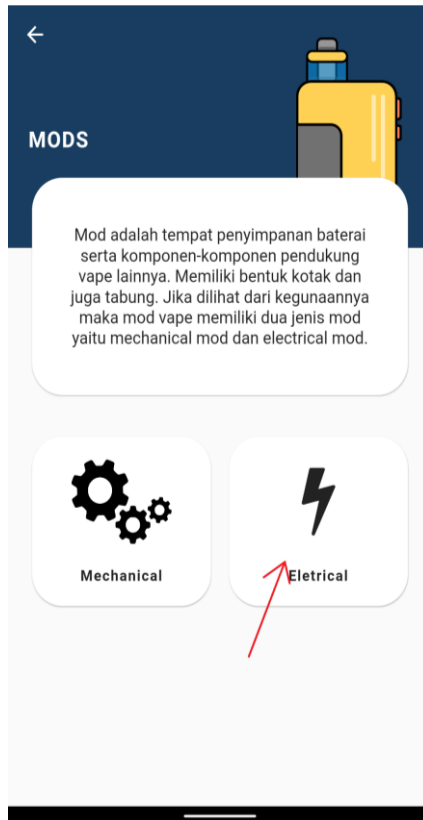 MODS
Mod adalah tempat penyimpanan baterai
serta komponen-komponen pendukung
vape lainnya. Memiliki bentuk kotak dan
juga tabung. Jika dilihat dari kegunaannya
maka mod vape memiliki dua jenis mod
yaitu mechanical mod dan electrical mod.
Mechanical
Eletrical